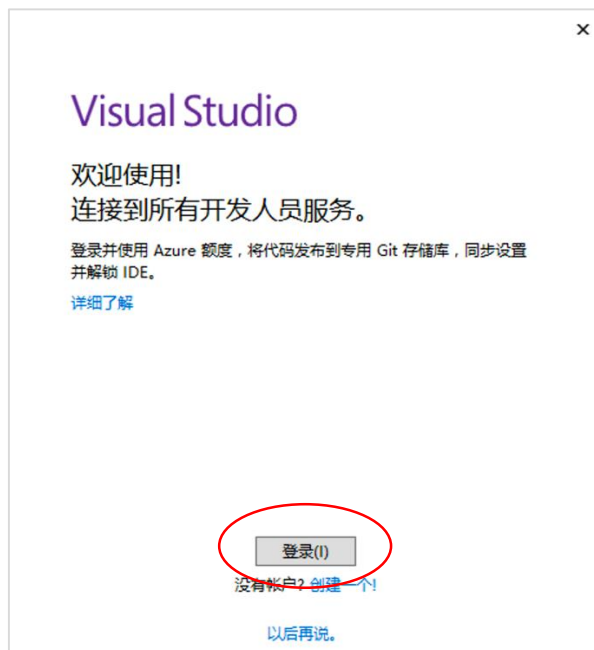 Visual Studio
欢迎使用!
连接到所有开发人员服务。
登录并使用 Azure 额度，将代码发布到专用 Git 存储库，同步设置
并解锁 IDE。
详细了解
登录(I)
没有帐户? 创建一个!
以后再说。